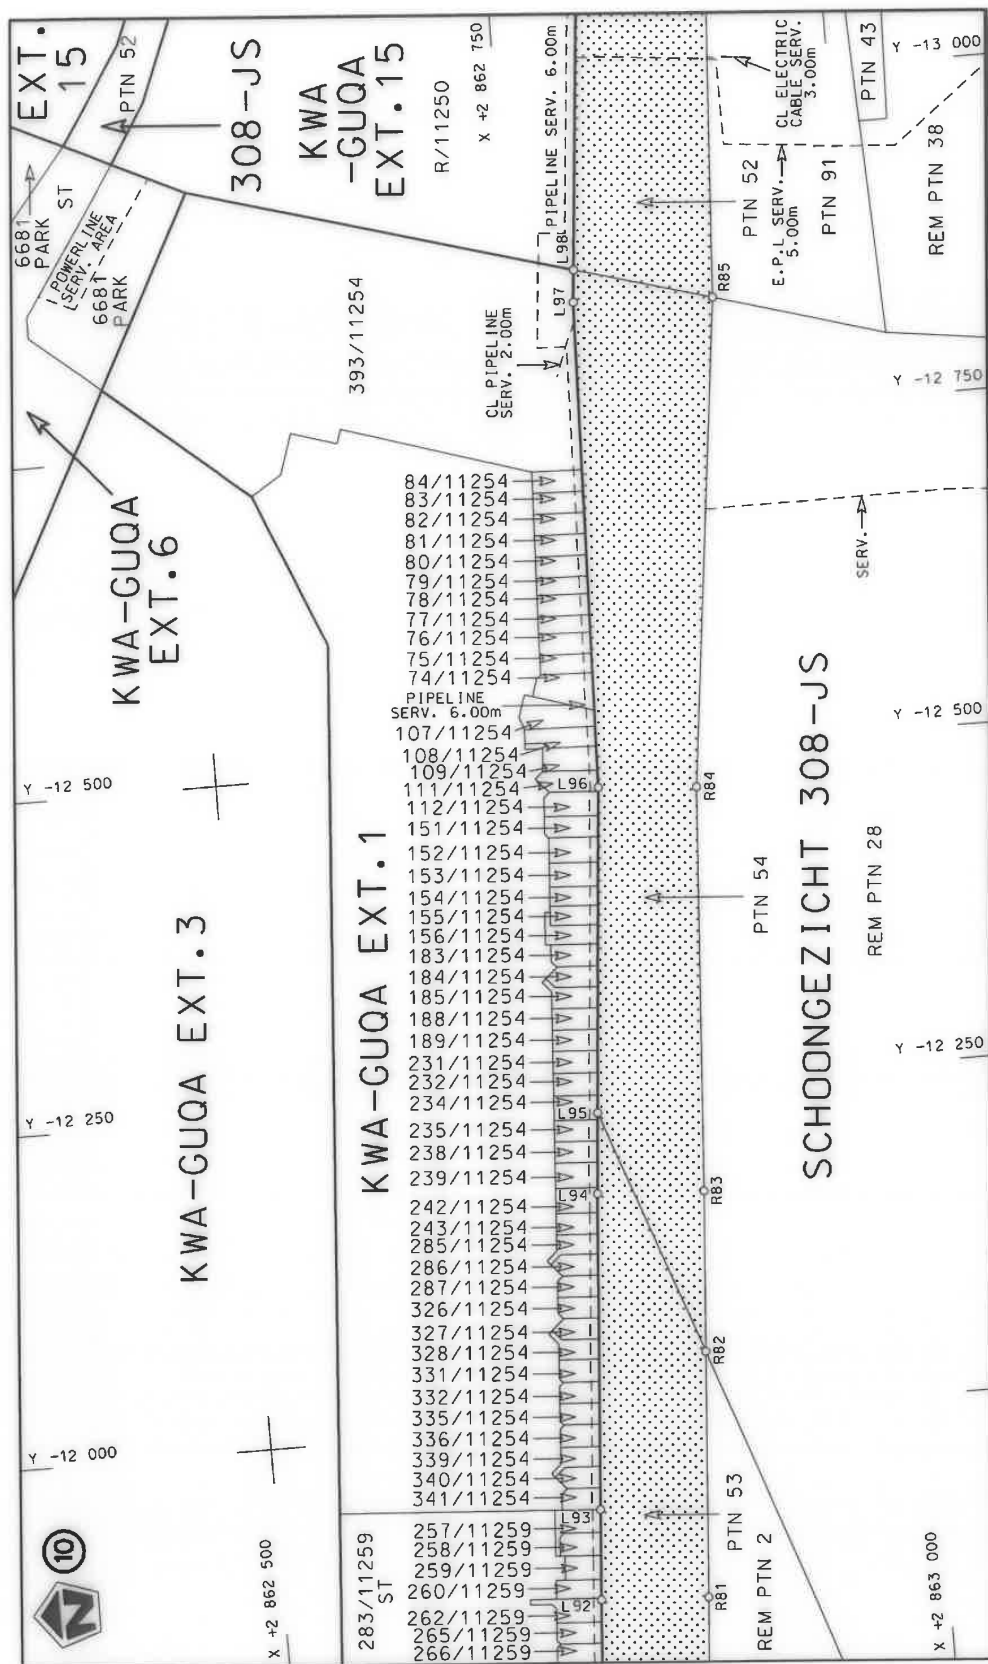 EXT.
15
PTN 52
308-JS
KWA
-GUQA
EXT.15
R/11250
X +2 862 750
PIPELINE SERV. 6.00m
CL ELECTRIC
CABLE SERV.
3.00m
PTN 43
Y -13 000
6681
PARK
ST
POWERLINE
SERV. AREA
6681
PARK
393/11254
CL PIPELINE
SERV. 2.00m
L97
L98
R85
PTN 52
E.P.L SERV.
5.00m
PTN 91
REM PTN 38
Y -12 750
KWA-GUQA
EXT.6
84/11254
83/11254
82/11254
81/11254
80/11254
79/11254
78/11254
77/11254
76/11254
75/11254
74/11254
PIPELINE
SERV. 6.00m
107/11254
108/11254
109/11254
111/11254
112/11254
151/11254
152/11254
153/11254
154/11254
155/11254
156/11254
183/11254
184/11254
185/11254
188/11254
189/11254
231/11254
232/11254
234/11254
235/11254
238/11254
239/11254
242/11254
243/11254
285/11254
286/11254
287/11254
326/11254
327/11254
328/11254
331/11254
332/11254
335/11254
336/11254
339/11254
340/11254
341/11254
257/11259
258/11259
259/11259
260/11259
262/11259
265/11259
266/11259
SERV.
Y -12 500
Y -12 500
L96
R84
KWA-GUQA EXT.3
KWA-GUQA EXT.1
PTN 54
SCHOONGEZICHT 308-JS
REM PTN 28
Y -12 250
Y -12 250
L95
L94
R83
R82
Y -12 000
L93
L92
R81
PTN 53
REM PTN 2
283/11259
ST
10
N
X +2 862 500
X +2 863 000